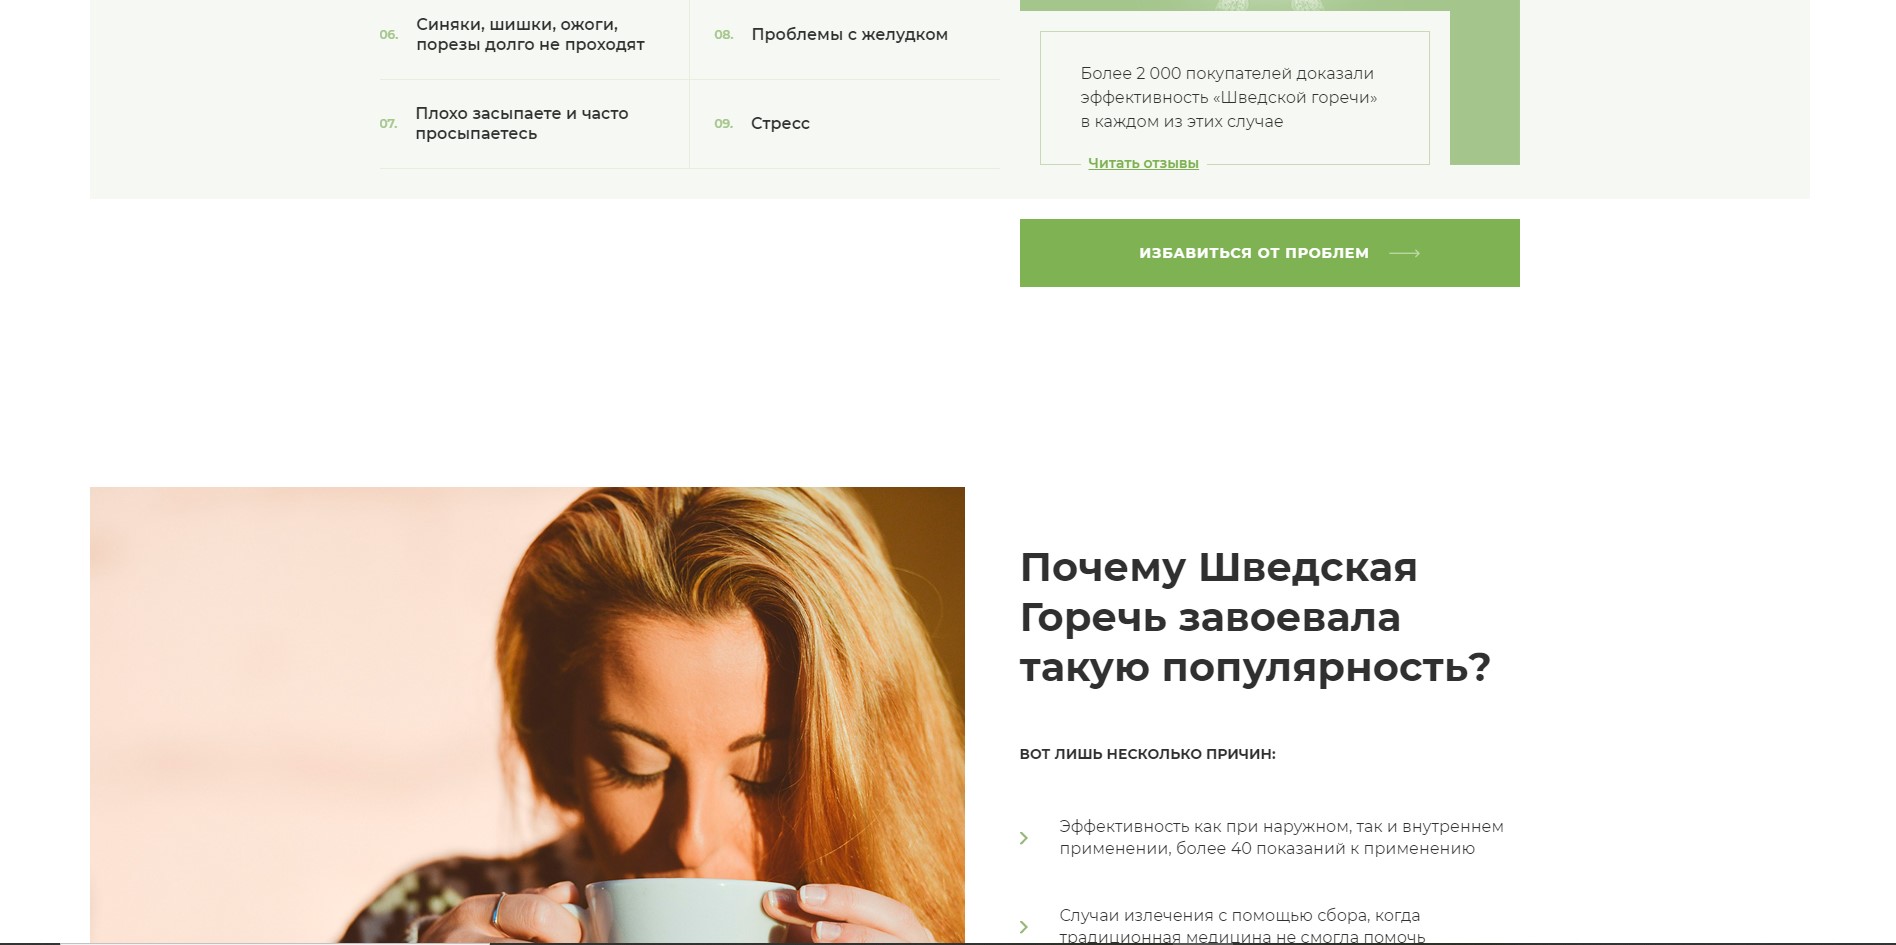 06.
Синяки, шишки, ожоги,
порезы долго не проходят
08.
Проблемы с желудком
07.
Плохо засыпаете и часто
просыпаетесь
09.
Стресс
Более 2 000 покупателей доказали
эффективность «Шведской горечи»
в каждом из этих случае
Читать отзывы
ИЗБАВИТЬСЯ ОТ ПРОБЛЕМ
Почему Шведская
Горечь завоевала
такую популярность?
ВОТ ЛИШЬ НЕСКОЛЬКО ПРИЧИН:
Эффективность как при наружном, так и внутреннем
применении, более 40 показаний к применению
Случаи излечения с помощью сбора, когда
традиционная медицина не смогла помочь